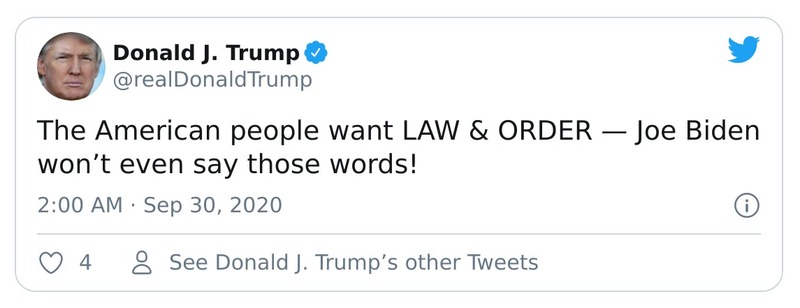 Donald J. Trump
@realDonaldTrump
The American people want LAW & ORDER — Joe Biden
won’t even say those words!
2:00 AM · Sep 30, 2020
4
See Donald J. Trump’s other Tweets